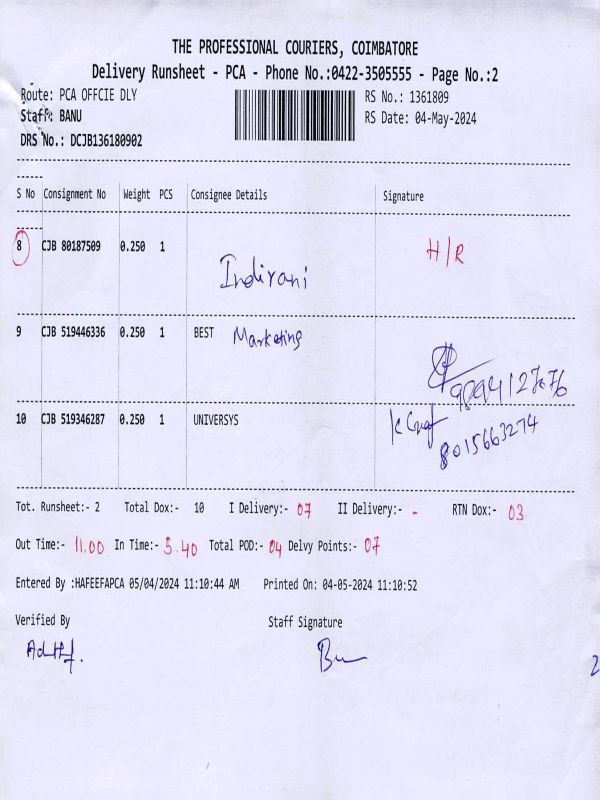 THE PROFESSIONAL COURIERS, COIMBATORE
Delivery Runsheet - PCA - Phone No.:0422-3505555 - Page No.:2
Route: PCA OFFCIE DLY RS No.: 1361809
Staff: BANU RS Date: 04-May-2024
DRS No.: DCJB136180902
S No Consignment No Weight PCS Consignee Details Signature
8 CJB 80187509 0.250 1 Indirani H/R
9 CJB 519446336 0.250 1 BEST Marketing
9894127676
10 CJB 519346287 0.250 1 UNIVERSYS
8015663274
Tot. Runsheet:- 2 Total Dox:- 10 I Delivery:- 07 II Delivery:- - RTN Dox:- 03
Out Time:- 11.00 In Time:- 5.40 Total POD:- 04 Delvy Points:- 07
Entered By :HAFEEFAPCA 05/04/2024 11:10:44 AM Printed On: 04-05-2024 11:10:52
Verified By Staff Signature
2